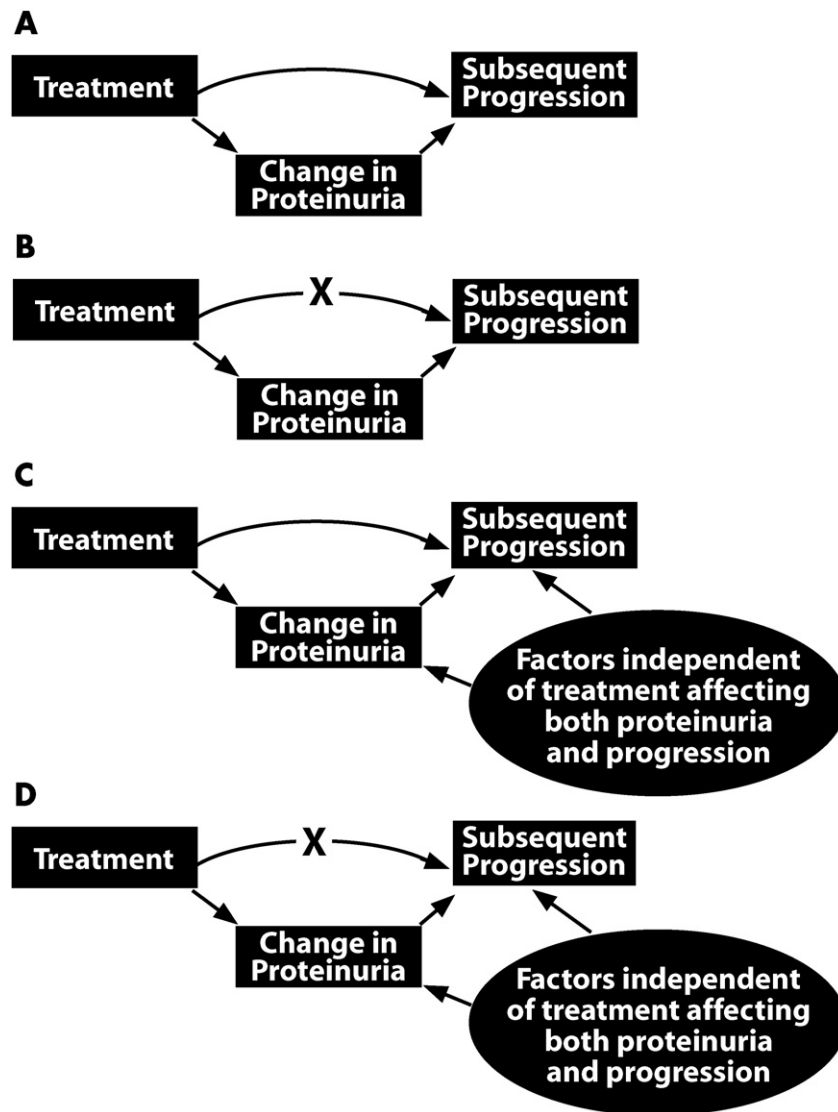 A
Treatment
Subsequent
Progression
Change in
Proteinuria
B
Treatment
X
Subsequent
Progression
Change in
Proteinuria
C
Treatment
Subsequent
Progression
Change in
Proteinuria
Factors independent
of treatment affecting
both proteinuria
and progression
D
Treatment
X
Subsequent
Progression
Change in
Proteinuria
Factors independent
of treatment affecting
both proteinuria
and progression